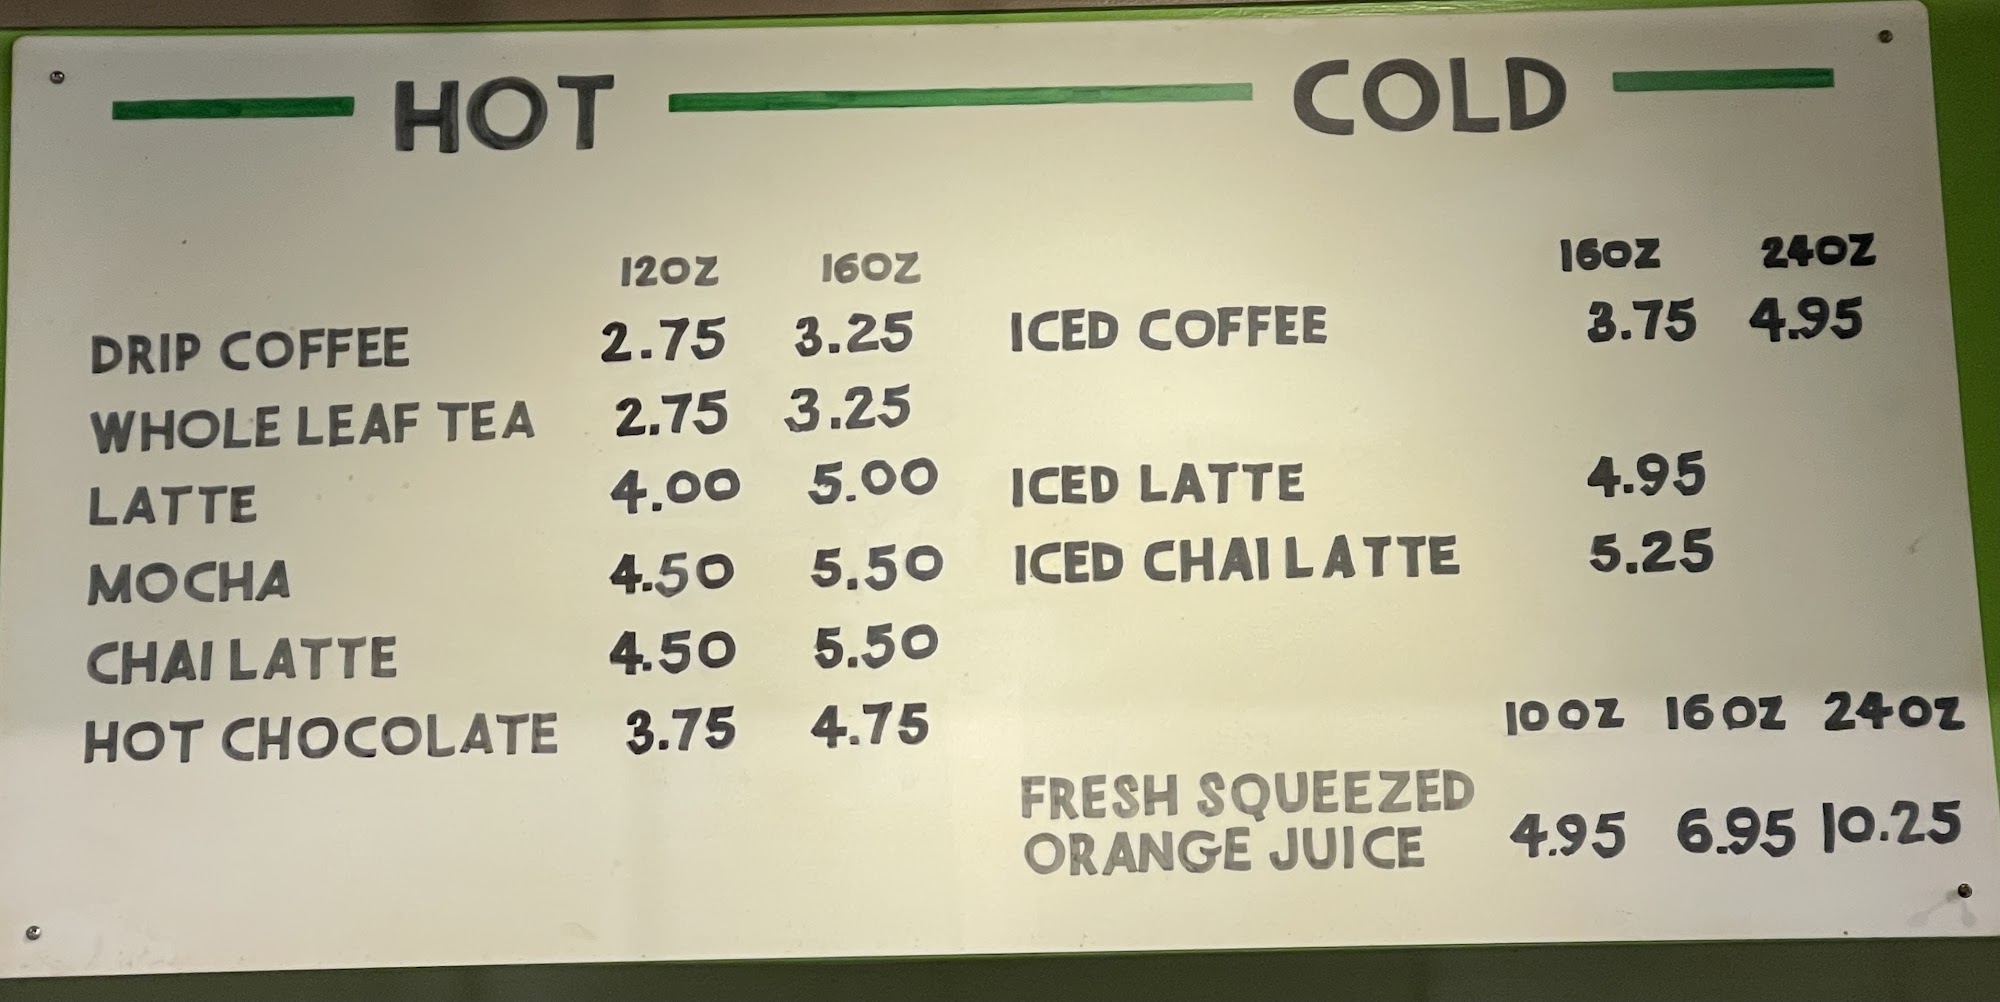 HOT
12OZ 16OZ
DRIP COFFEE 2.75 3.25
WHOLE LEAF TEA 2.75 3.25
LATTE 4.00 5.00
MOCHA 4.50 5.50
CHAI LATTE 4.50 5.50
HOT CHOCOLATE 3.75 4.75
COLD
16OZ 24OZ
ICED COFFEE 3.75 4.95
ICED LATTE 4.95
ICED CHAI LATTE 5.25
10OZ 16OZ 24OZ
FRESH SQUEEZED
ORANGE JUICE 4.95 6.95 10.25